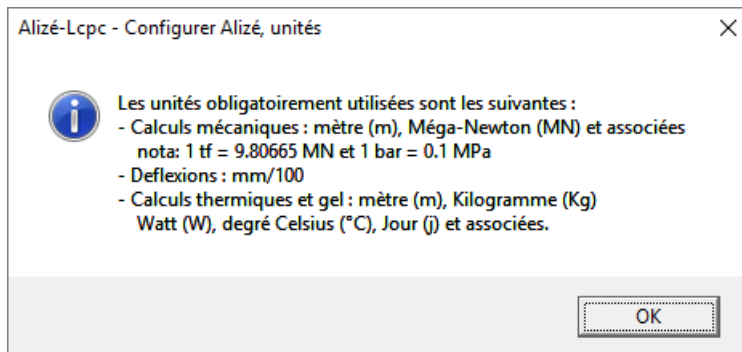 Alizé-Lcpc - Configurer Alizé, unités
Les unités obligatoirement utilisées sont les suivantes :
- Calculs mécaniques : mètre (m), Méga-Newton (MN) et associées
nota: 1 tf = 9.80665 MN et 1 bar = 0.1 MPa
- Deflexions : mm/100
- Calculs thermiques et gel : mètre (m), Kilogramme (Kg)
Watt (W), degré Celsius (°C), Jour (j) et associées.
OK